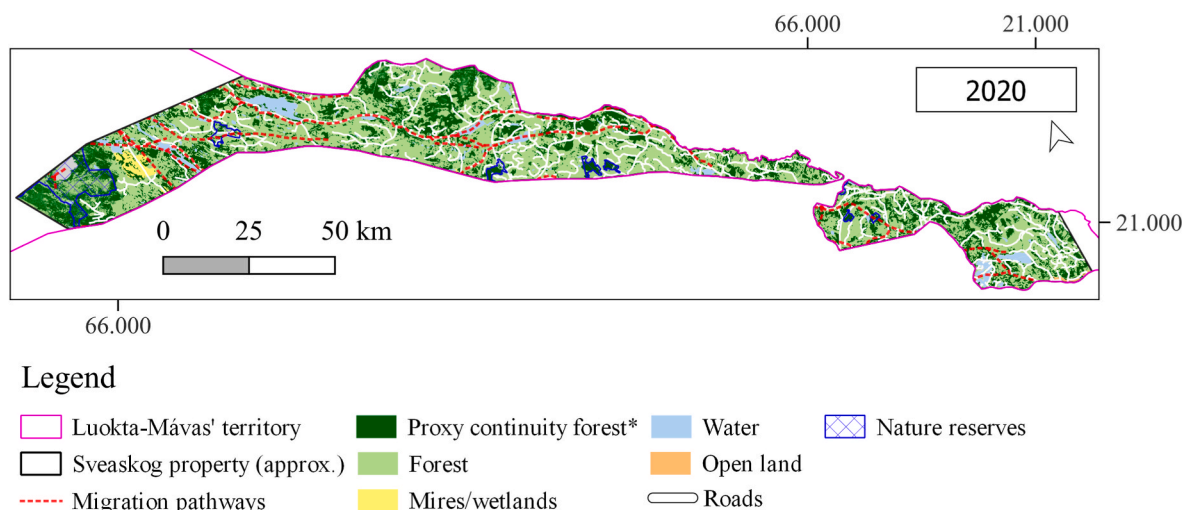 66.000 21.000
2020
21.000
0 25 50 km
66.000
Legend
Luokta-Mávas' territory Proxy continuity forest* Water Nature reserves
Sveaskog property (approx.) Forest Open land
Migration pathways Mires/wetlands Roads